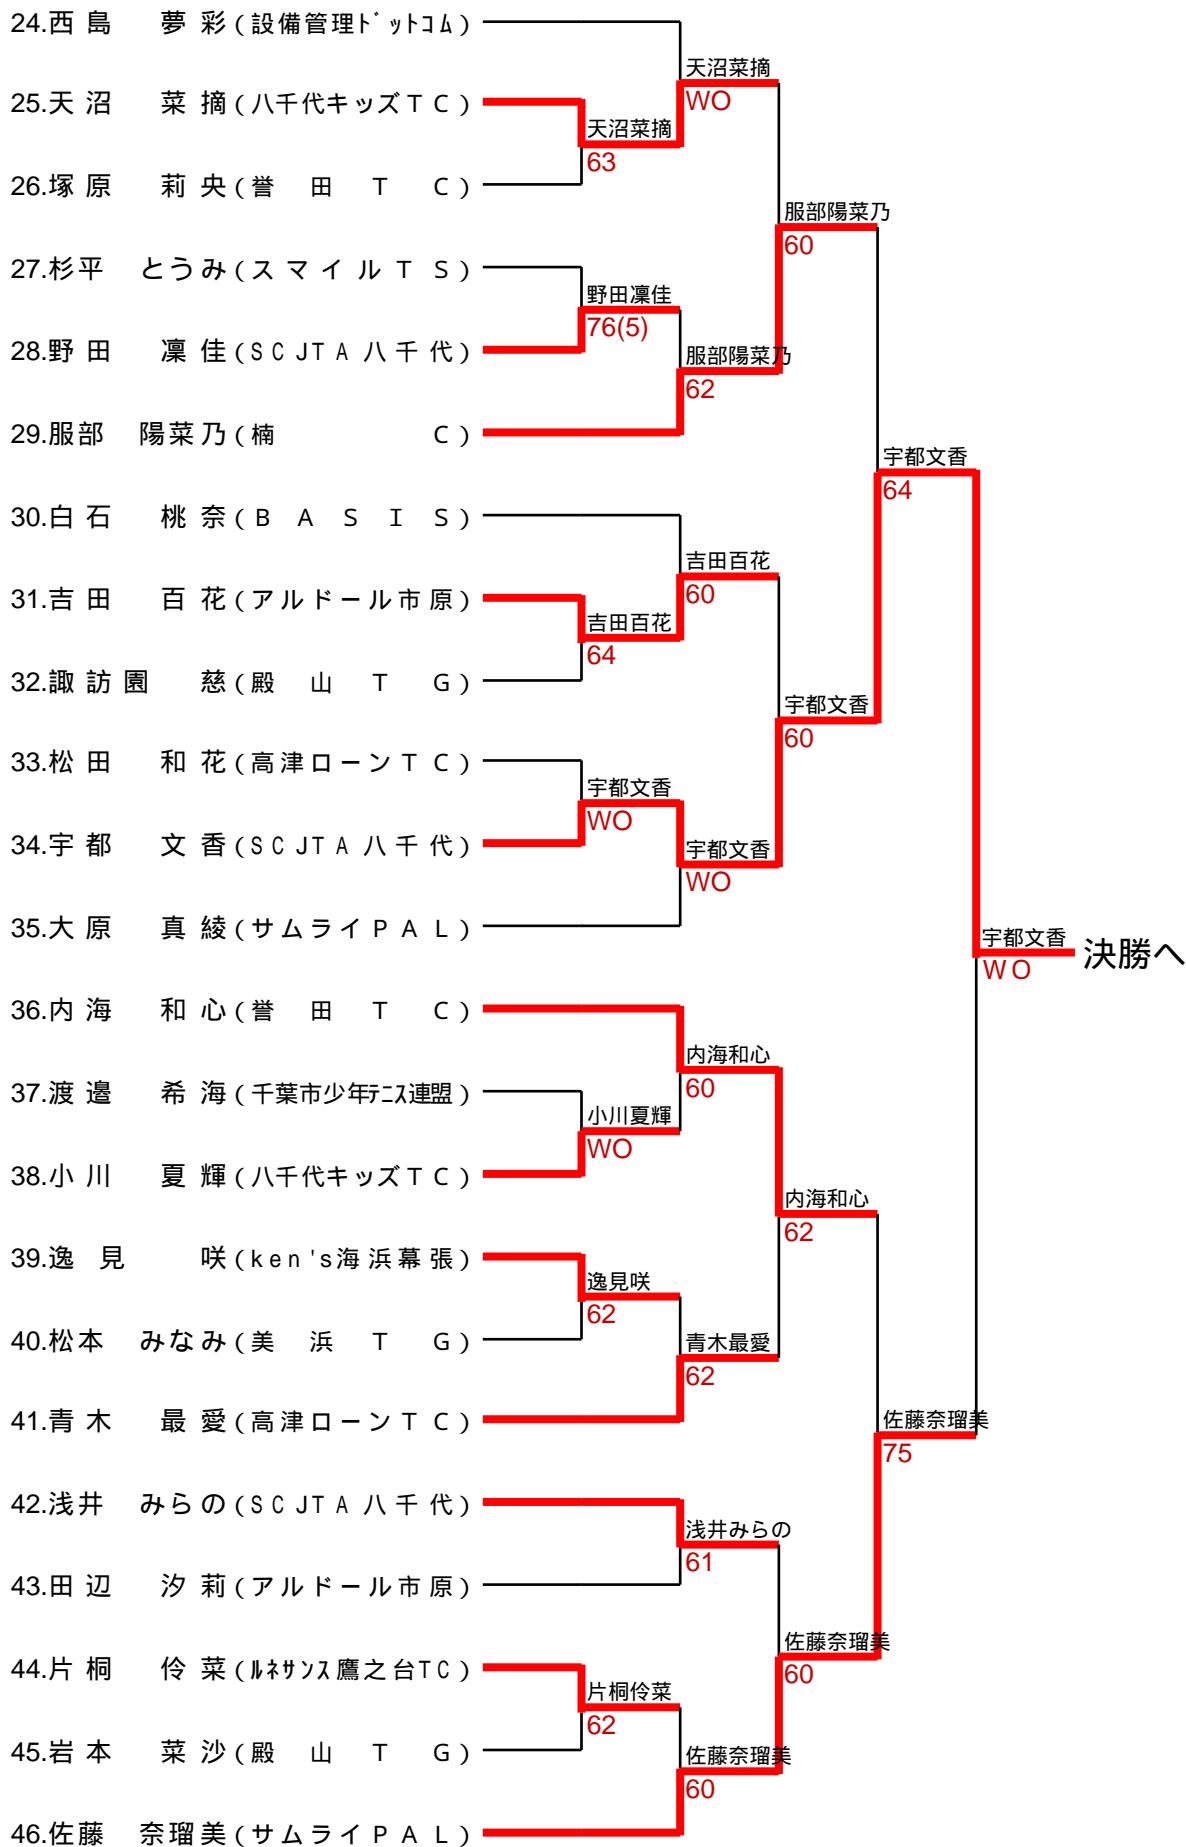 24.西島 夢彩(設備管理ﾄﾞｯﾄｺﾑ)
天沼菜摘
WO
25.天沼 菜摘(八千代キッズTC)
天沼菜摘
63
26.塚原 莉央(誉田TC)
服部陽菜乃
60
27.杉平 とうみ(スマイルTS)
野田凜佳
76(5)
28.野田 凜佳(SCJTA八千代)
服部陽菜乃
62
29.服部 陽菜乃(楠C)
宇都文香
64
30.白石 桃奈(BASIS)
吉田百花
60
31.吉田 百花(アルドール市原)
吉田百花
64
32.諏訪園 慈(殿山TG)
宇都文香
60
33.松田 和花(高津ローンTC)
宇都文香
WO
34.宇都 文香(SCJTA八千代)
宇都文香
WO
35.大原 真綾(サムライPAL)
宇都文香
WO
決勝へ
36.内海 和心(誉田TC)
内海和心
60
37.渡邉 希海(千葉市少年ﾃﾆｽ連盟)
小川夏輝
WO
38.小川 夏輝(八千代キッズTC)
内海和心
62
39.逸見 咲(ken's海浜幕張)
逸見咲
62
40.松本 みなみ(美浜TG)
青木最愛
62
41.青木 最愛(高津ローンTC)
佐藤奈瑠美
75
42.浅井 みらの(SCJTA八千代)
浅井みらの
61
43.田辺 汐莉(アルドール市原)
佐藤奈瑠美
60
44.片桐 伶菜(ﾙﾈｻﾝｽ鷹之台TC)
片桐伶菜
62
45.岩本 菜沙(殿山TG)
佐藤奈瑠美
60
46.佐藤 奈瑠美(サムライPAL)